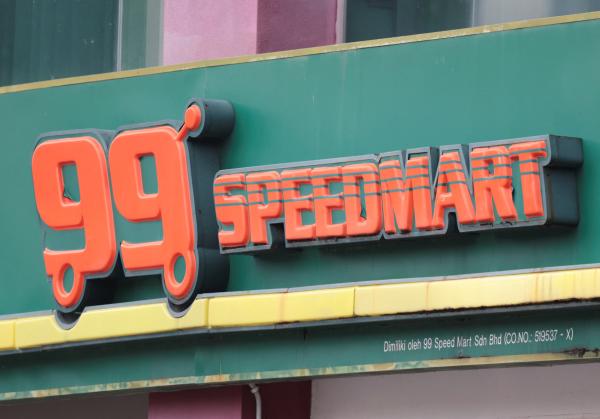 99 SPEEDMART
Dimiliki oleh 99 Speed Mart Sdn Bhd (CO.NO.: 519537 - X)